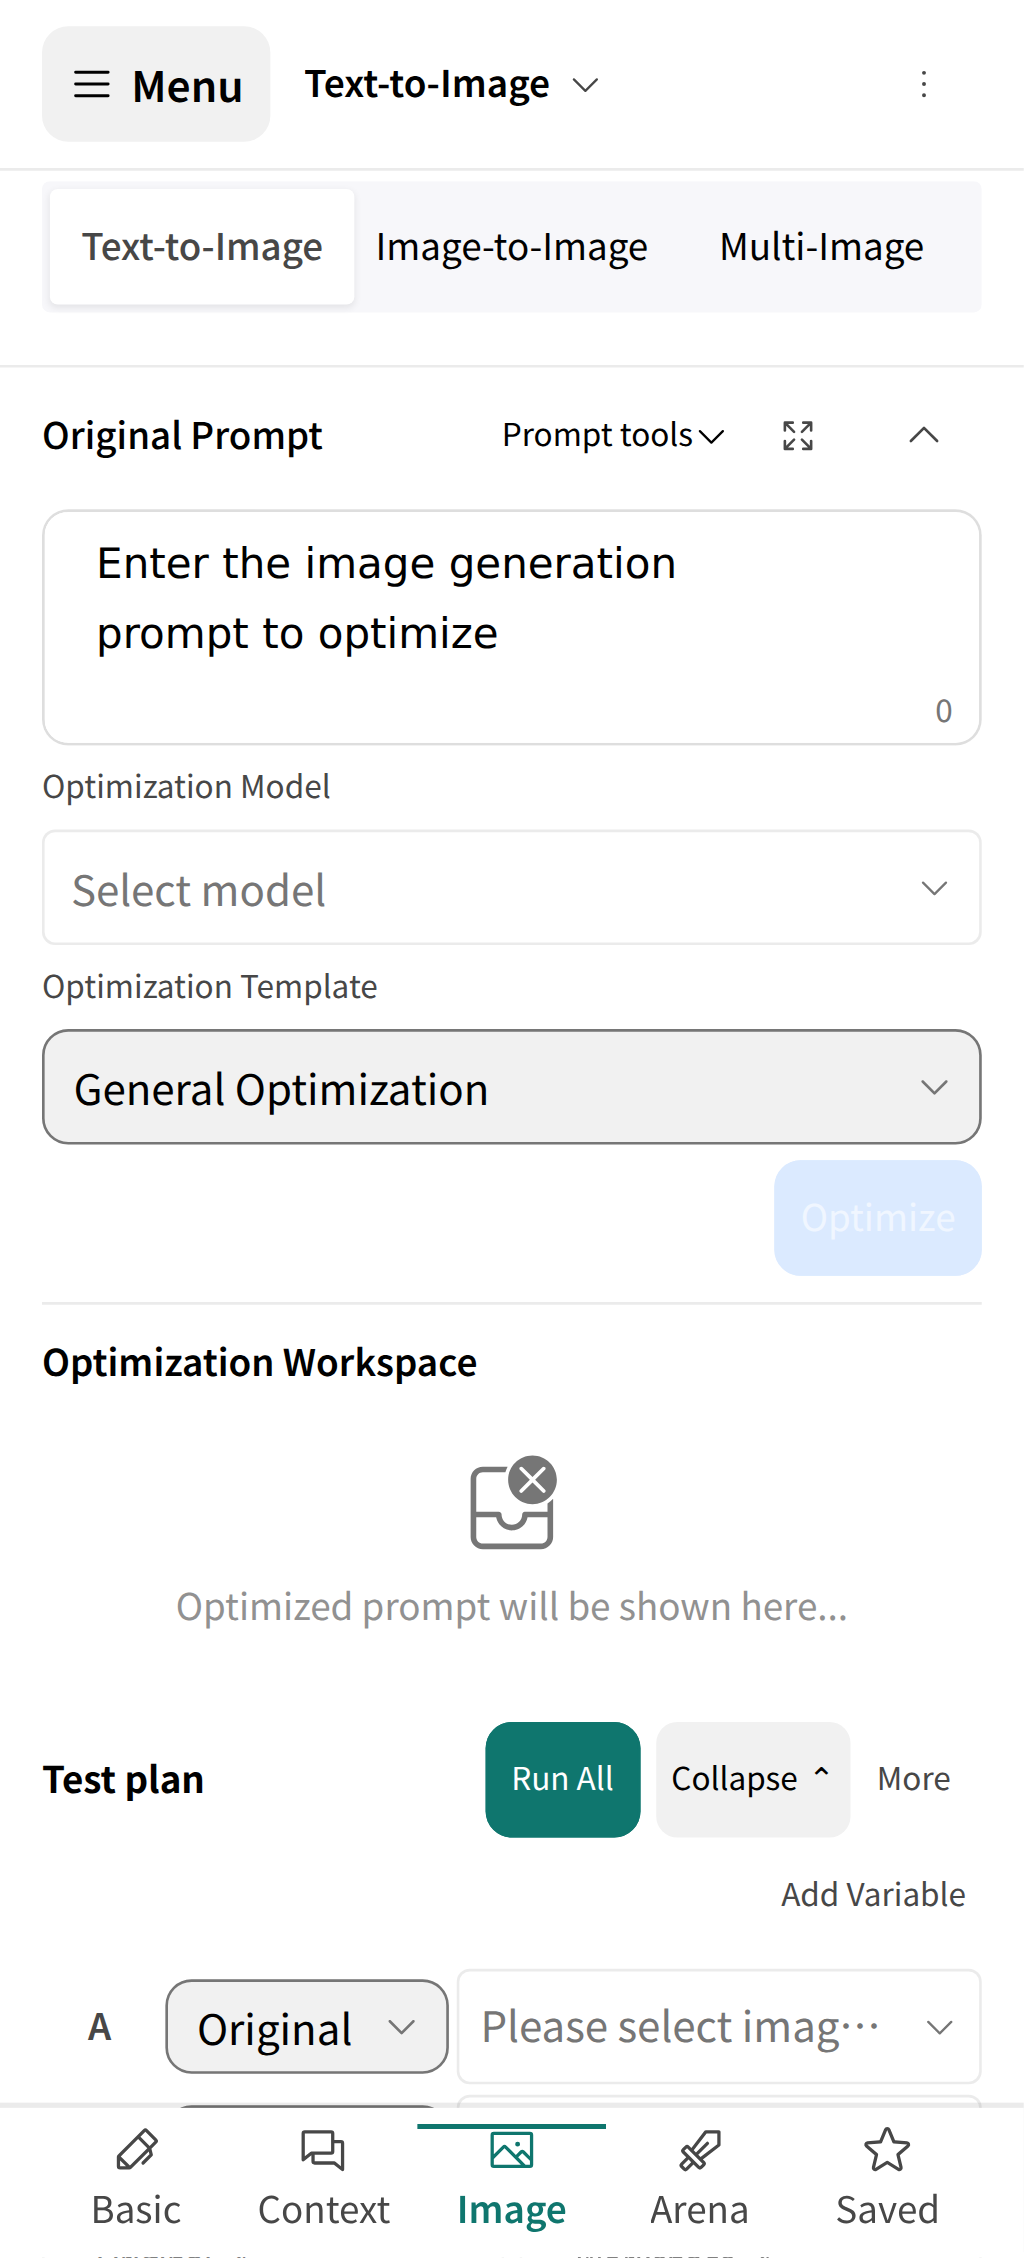 Menu
Text-to-Image
Text-to-Image Image-to-Image Multi-Image
Original Prompt Prompt tools
Enter the image generation
prompt to optimize
0
Optimization Model
Select model
Optimization Template
General Optimization
Optimize
Optimization Workspace
Optimized prompt will be shown here...
Test plan Run All Collapse More
Add Variable
A Original Please select imag···
Basic Context Image Arena Saved